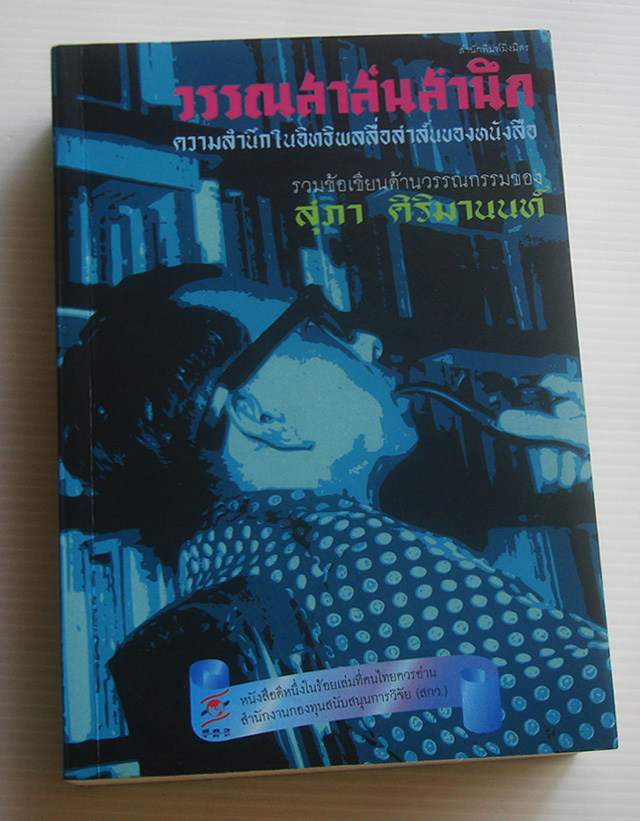 สำนักพิมพ์มิ่งมิตร
วรรณสาส์นสำนึก
ความสำนึกในอิทธิพลสื่อสาส์นของหนังสือ
รวมข้อเขียนด้านวรรณกรรมของ
สุภา ศิริมานนท์
หนังสือดีหนึ่งในร้อยเล่มที่คนไทยควรอ่าน
สำนักงานกองทุนสนับสนุนการวิจัย (สกว.)
สกว
TRF